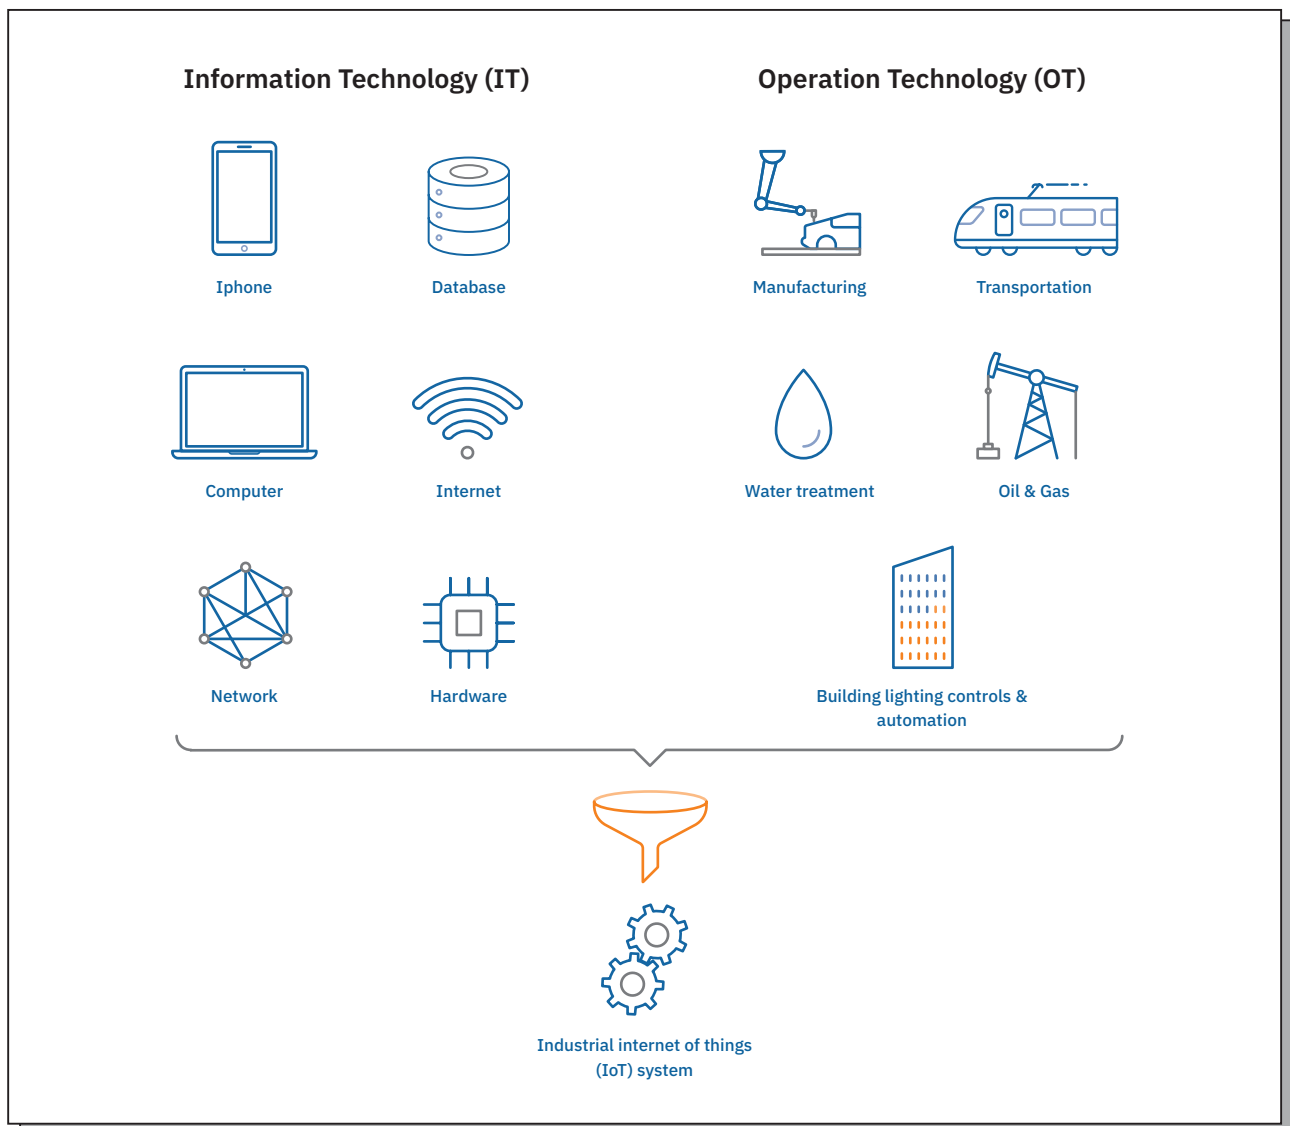 Information Technology (IT)
Operation Technology (OT)
Iphone
Database
Manufacturing
Transportation
Computer
Internet
Water treatment
Oil & Gas
Network
Hardware
Building lighting controls &
automation
Industrial internet of things
(IoT) system